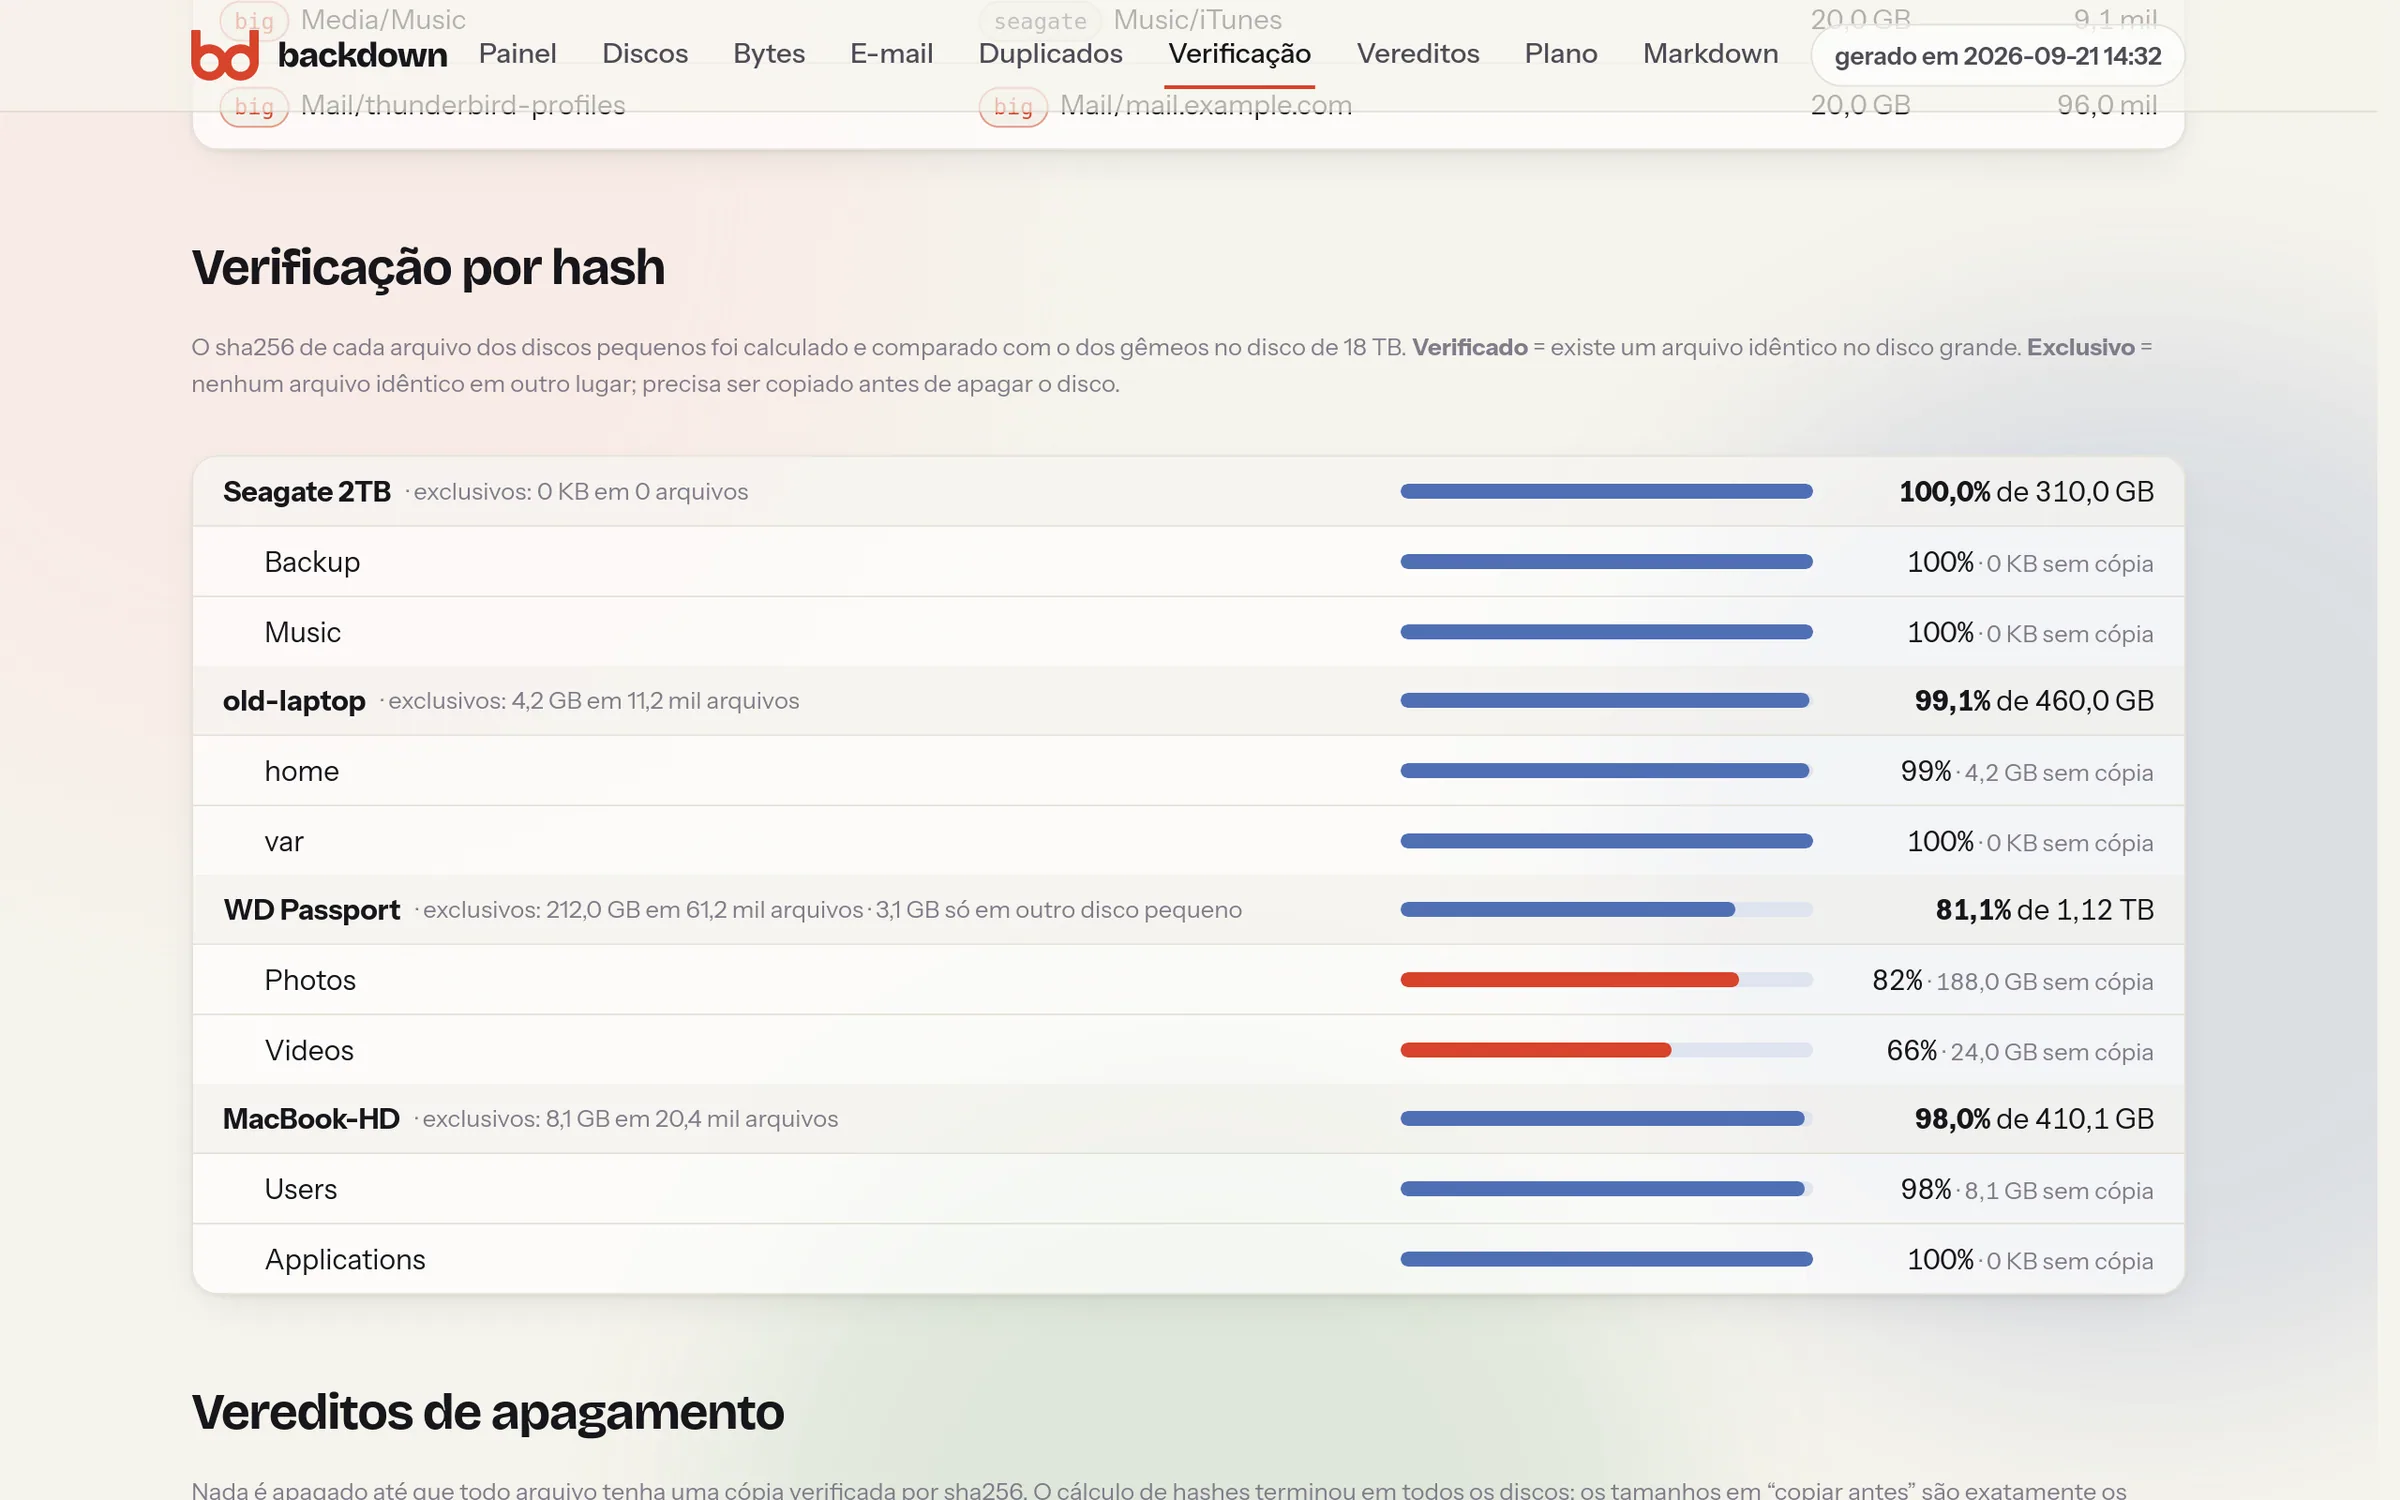 big Media/Music seagate Music/iTunes 20,0 GB 9,1 mil
bd backdown Painel Discos Bytes E-mail Duplicados Verificação Vereditos Plano Markdown gerado em 2026-09-21 14:32
big Mail/thunderbird-profiles big Mail/mail.example.com 20,0 GB 96,0 mil
Verificação por hash
O sha256 de cada arquivo dos discos pequenos foi calculado e comparado com o dos gêmeos no disco de 18 TB. Verificado = existe um arquivo idêntico no disco grande. Exclusivo =
nenhum arquivo idêntico em outro lugar; precisa ser copiado antes de apagar o disco.
Seagate 2TB · exclusivos: 0 KB em 0 arquivos 100,0% de 310,0 GB
Backup 100% · 0 KB sem cópia
Music 100% · 0 KB sem cópia
old-laptop · exclusivos: 4,2 GB em 11,2 mil arquivos 99,1% de 460,0 GB
home 99% · 4,2 GB sem cópia
var 100% · 0 KB sem cópia
WD Passport · exclusivos: 212,0 GB em 61,2 mil arquivos · 3,1 GB só em outro disco pequeno 81,1% de 1,12 TB
Photos 82% · 188,0 GB sem cópia
Videos 66% · 24,0 GB sem cópia
MacBook-HD · exclusivos: 8,1 GB em 20,4 mil arquivos 98,0% de 410,1 GB
Users 98% · 8,1 GB sem cópia
Applications 100% · 0 KB sem cópia
Vereditos de apagamento
Nada é apagado até que todo arquivo tenha uma cópia verificada por sha256. O cálculo de hashes terminou em todos os discos; os tamanhos em “copiar antes” são exatamente os